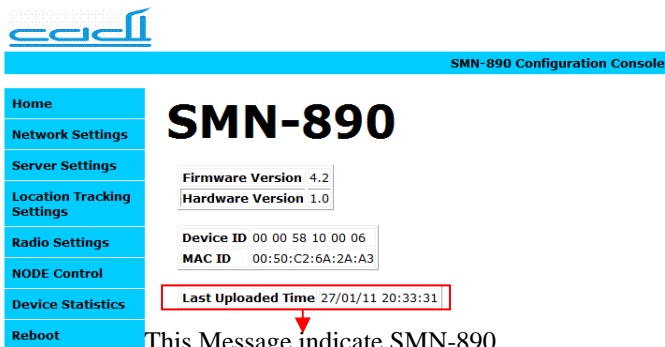 SMN-890 Configuration Console
Home
Network Settings
Server Settings
Location Tracking
Settings
Radio Settings
NODE Control
Device Statistics
Reboot
SMN-890
Firmware Version 4.2
Hardware Version 1.0
Device ID 00 00 58 10 00 06
MAC ID 00:50:C2:6A:2A:A3
Last Uploaded Time 27/01/11 20:33:31
This Message indicate SMN-890